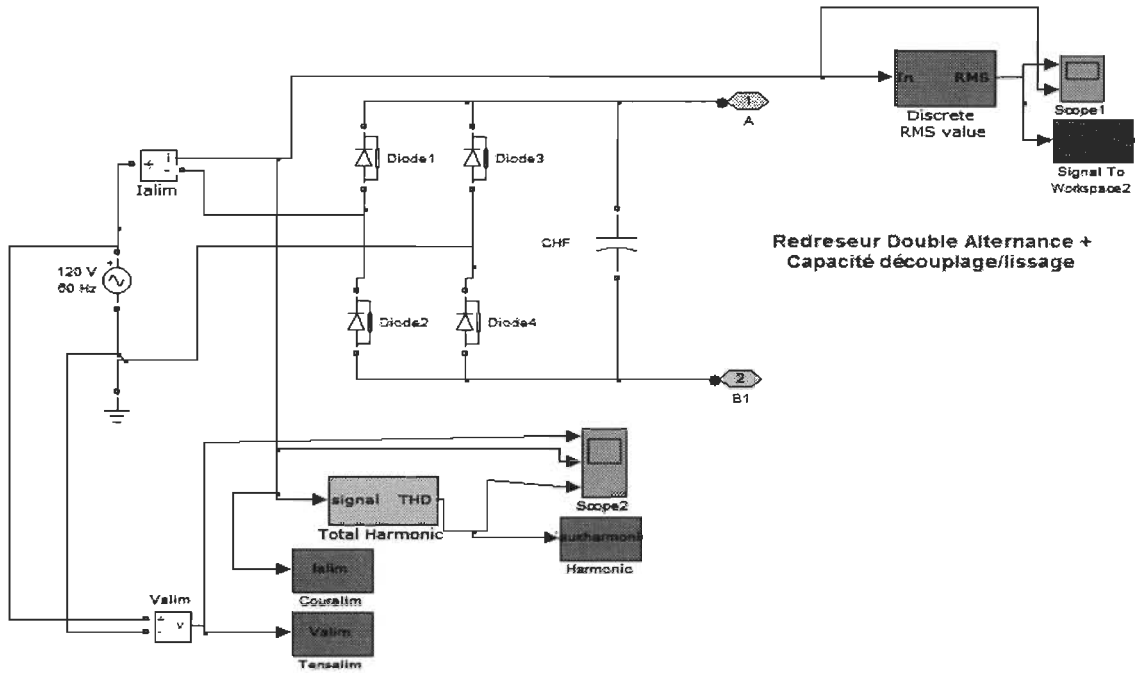 In RMS
Discrete
RMS value
Scope1
Signal To
Workspace2
1
A
Diode1
Diode3
+ i
-
Ialim
CHF
Redreseur Double Alternance +
Capacité découplage/lissage
+
120 V
60 Hz
Diode2
Diode4
2
B1
signal THD
Total Harmonic
Scope2
auxharmoni
Harmonic
Ialim
Couralim
Valim
+ v
-
Valim
Tensalim